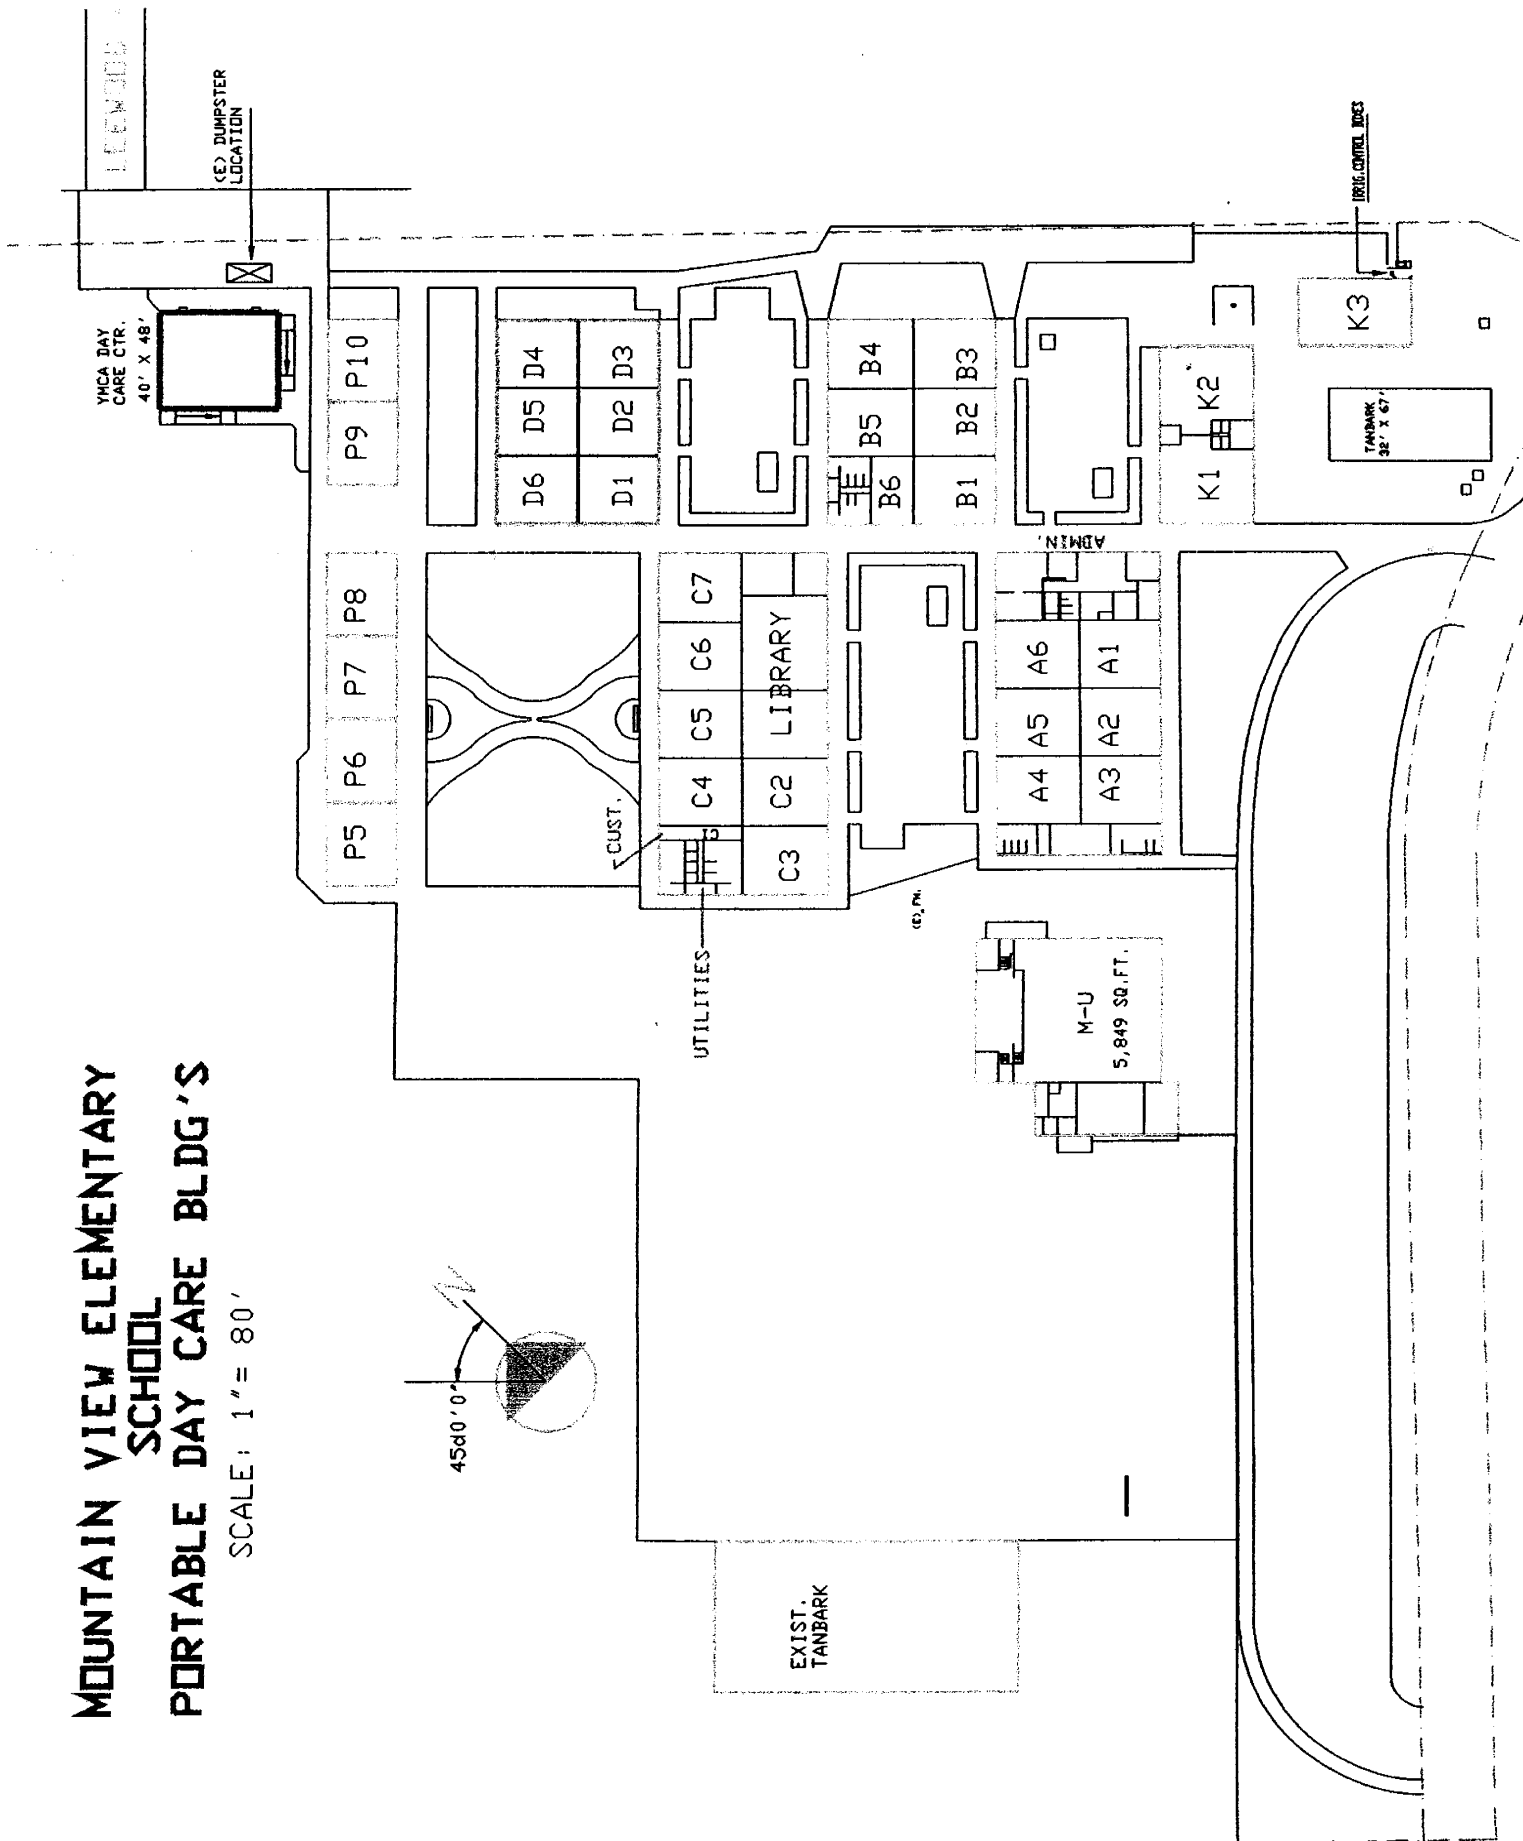 MOUNTAIN VIEW ELEMENTARY
SCHOOL
PORTABLE DAY CARE BLDG'S
SCALE: 1"= 80'
LEEWOOD
(E) DUMPSTER
LOCATION
YMCA DAY
CARE CTR.
40' X 48'
P5
P6
P7
P8
P9
P10
D6
D5
D4
D1
D2
D3
45d0'0"
N
CUST.
UTILITIES
C1
C4
C5
C6
C7
C3
C2
LIBRARY
B6
B5
B4
B1
B2
B3
ADMIN.
A4
A5
A6
A3
A2
A1
K1
K2
K3
TANBARK
32' X 67'
M-U
5,849 SQ.FT.
EXIST.
TANBARK